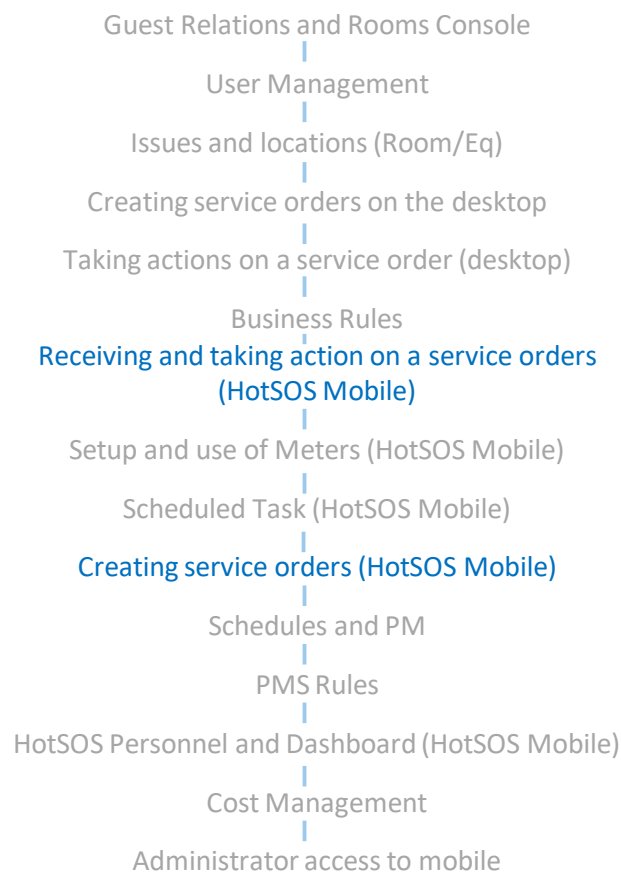 Guest Relations and Rooms Console
User Management
Issues and locations (Room/Eq)
Creating service orders on the desktop
Taking actions on a service order (desktop)
Business Rules
Receiving and taking action on a service orders
(HotSOS Mobile)
Setup and use of Meters (HotSOS Mobile)
Scheduled Task (HotSOS Mobile)
Creating service orders (HotSOS Mobile)
Schedules and PM
PMS Rules
HotSOS Personnel and Dashboard (HotSOS Mobile)
Cost Management
Administrator access to mobile